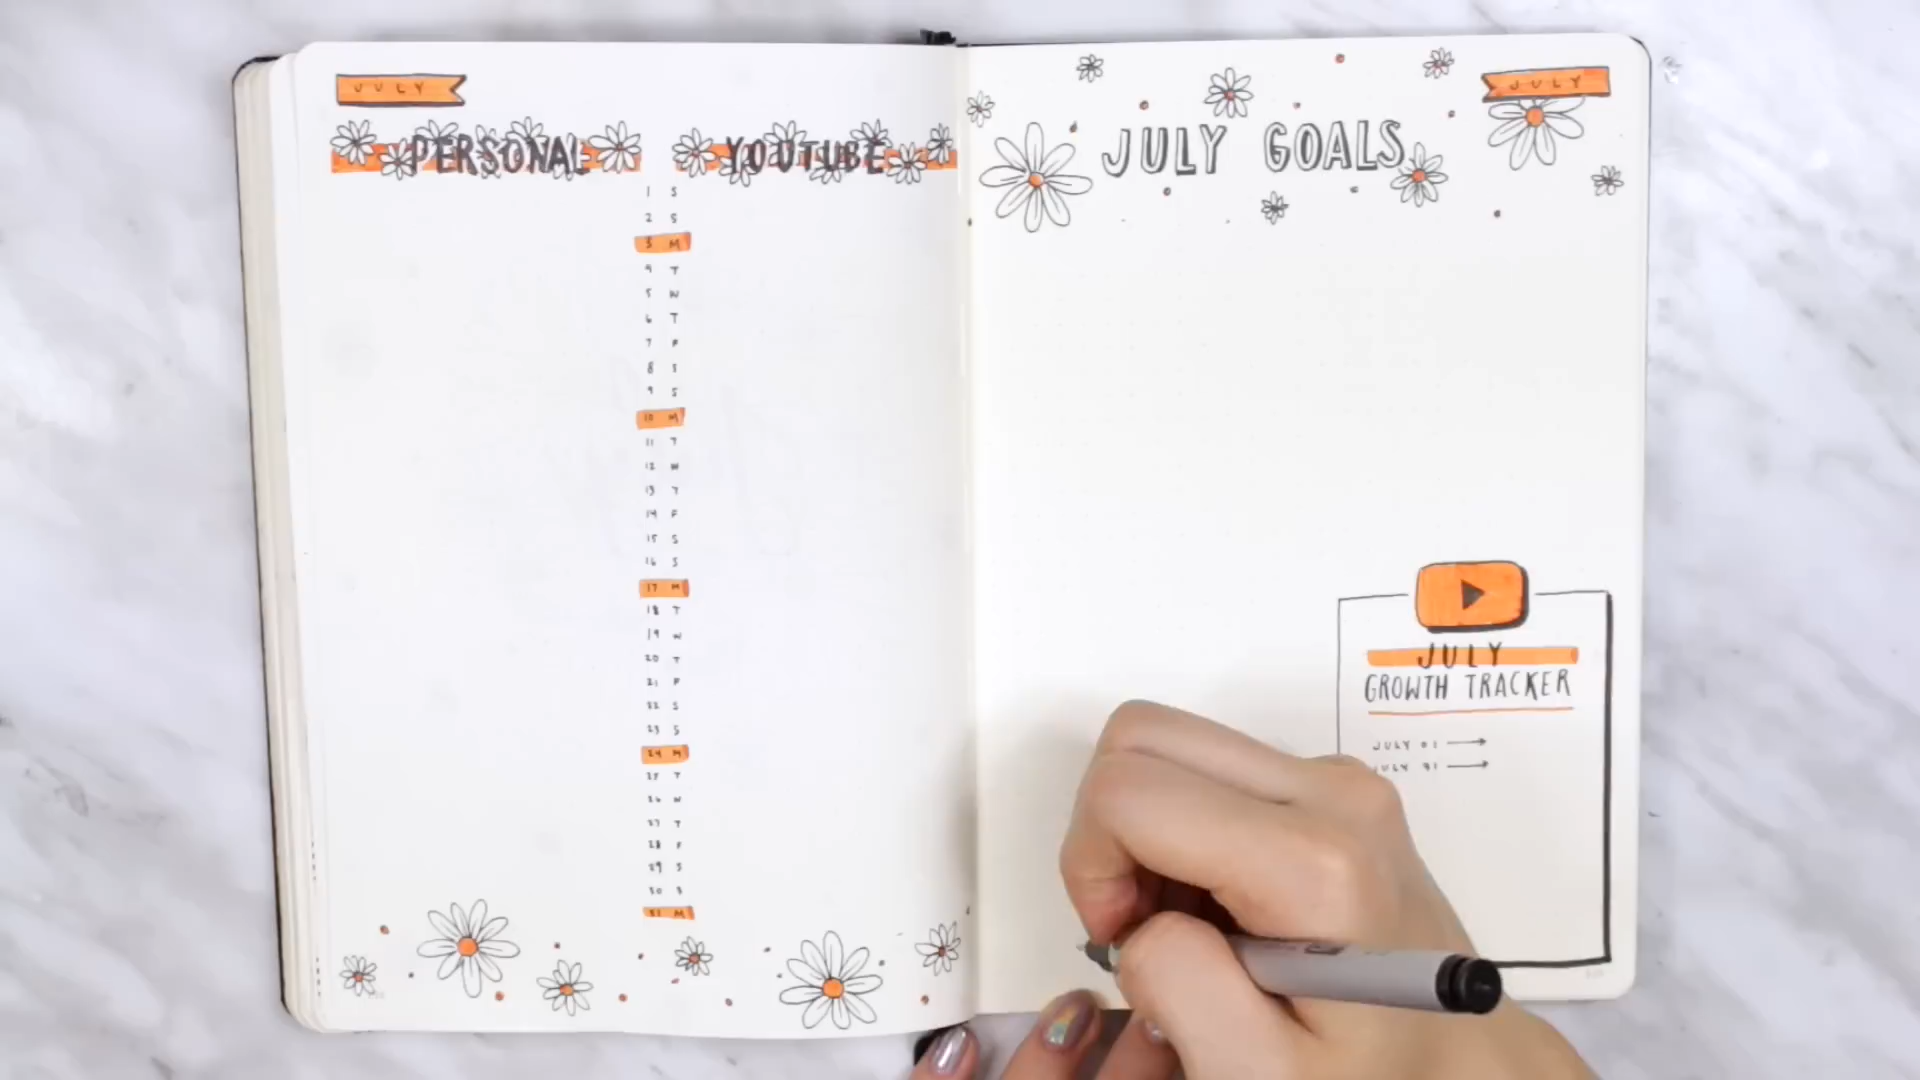 JULY
PERSONAL
YOUTUBE
1 S
2 S
3 M
4 T
5 W
6 T
7 F
8 S
9 S
10 M
11 T
12 W
13 T
14 F
15 S
16 S
17 M
18 T
19 W
20 T
21 F
22 S
23 S
24 M
25 T
26 W
27 T
28 F
29 S
30 S
31 M
JULY
JULY GOALS
JULY
GROWTH TRACKER
JULY 01
JULY 31